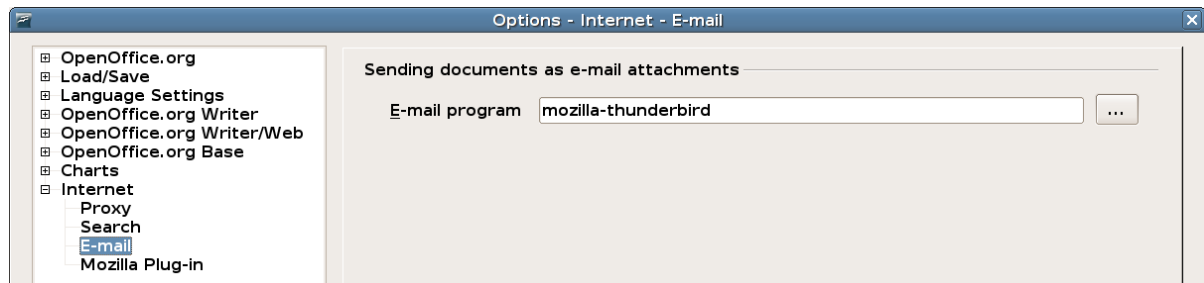 Options - Internet - E-mail
OpenOffice.org
Load/Save
Language Settings
OpenOffice.org Writer
OpenOffice.org Writer/Web
OpenOffice.org Base
Charts
Internet
Proxy
Search
E-mail
Mozilla Plug-in
Sending documents as e-mail attachments
E-mail program mozilla-thunderbird ...